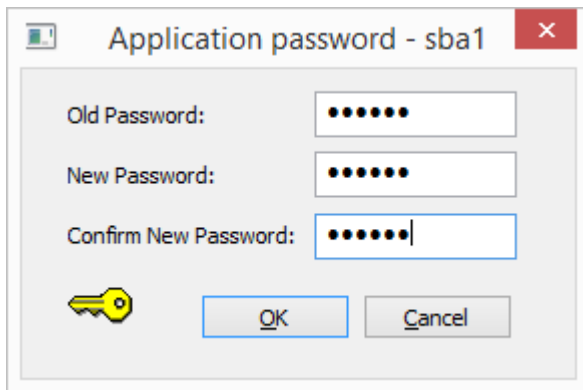 Application password - sba1
Old Password: ●●●●●●
New Password: ●●●●●●
Confirm New Password: ●●●●●●
OK Cancel